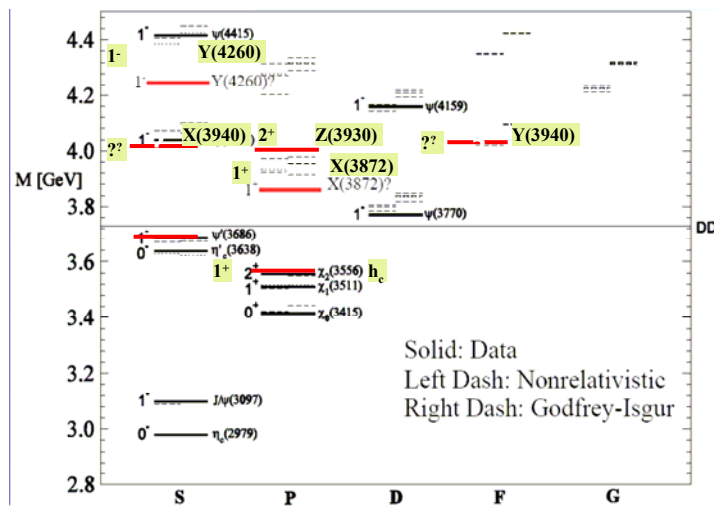 4.4
1⁻
ψ(4415)
1⁻
Y(4260)
1⁻
Y(4260)?
4.2
1⁻
ψ(4159)
1⁻
X(3940)
2⁺
Z(3930)
?^?
Y(3940)
?^?
4.0
M [GeV]
1⁺
X(3872)
1⁺
X(3872)?
3.8
1⁻
ψ(3770)
DD
1⁻
ψ'(3686)
0⁻
η'c(3638)
3.6
1⁺
2⁺
χ₂(3556)
hc
1⁺
χ₁(3511)
0⁺
χ₀(3415)
3.4
Solid: Data
Left Dash: Nonrelativistic
Right Dash: Godfrey-Isgur
3.2
1⁻
J/ψ(3097)
3.0
0⁻
ηc(2979)
2.8
S P D F G